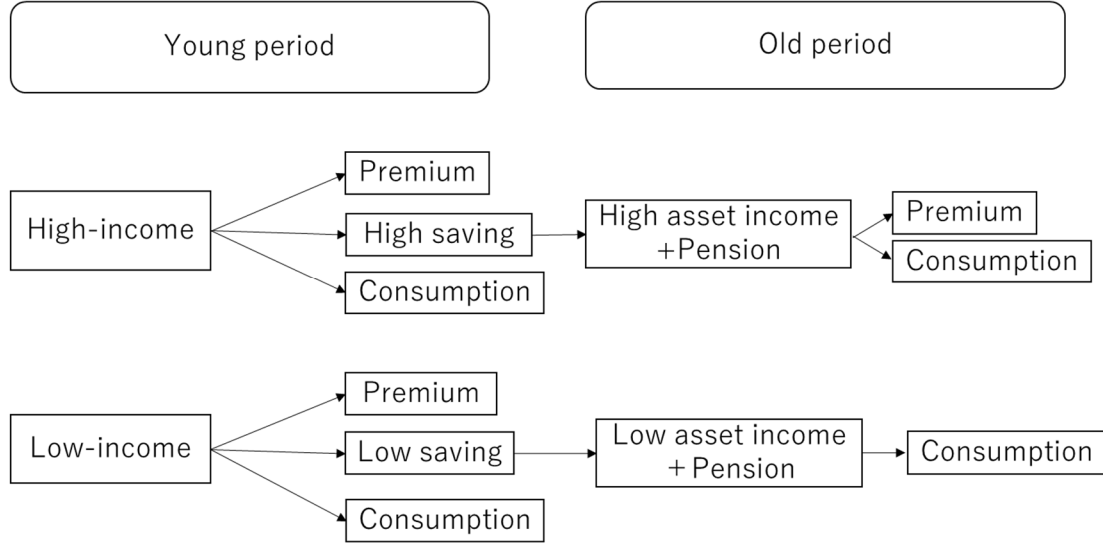 Young period
Old period
High-income
Premium
High saving
Consumption
High asset income
+Pension
Premium
Consumption
Low-income
Premium
Low saving
Consumption
Low asset income
+Pension
Consumption